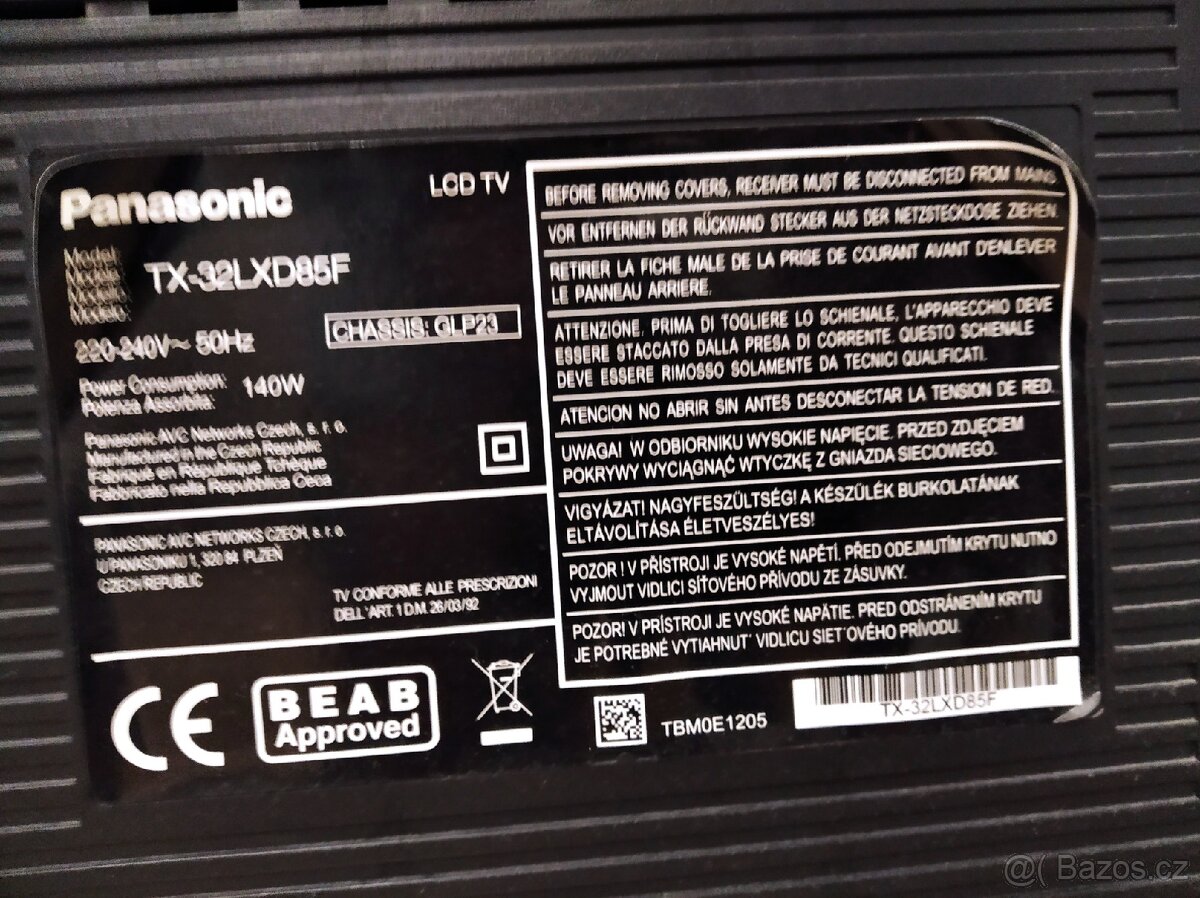 Panasonic
LCD TV
Model:
TX-32LXD85F
Modelo:
220-240V~ 50Hz
CHASSIS: GLP23
Power Consumption:
Potenza Assorbita:
140W
Panasonic AVC Networks Czech, s. r. o.
Manufactured in the Czech Republic
Fabriqué en République Tchèque
Fabbricato nella Repubblica Ceca
PANASONIC AVC NETWORKS CZECH, s. r. o.
U PANASONIKU 1, 320 84 PLZEŇ
CZECH REPUBLIC
TV CONFORME ALLE PRESCRIZIONI
DELL'ART. 1 D.M. 26/03/92
CE
BEAB
Approved
BEFORE REMOVING COVERS, RECEIVER MUST BE DISCONNECTED FROM MAINS.
VOR ENTFERNEN DER RÜCKWAND STECKER AUS DER NETZSTECKDOSE ZIEHEN.
RETIRER LA FICHE MALE DE LA PRISE DE COURANT AVANT D'ENLEVER
LE PANNEAU ARRIERE.
ATTENZIONE, PRIMA DI TOGLIERE LO SCHIENALE, L'APPARECCHIO DEVE
ESSERE STACCATO DALLA PRESA DI CORRENTE. QUESTO SCHIENALE
DEVE ESSERE RIMOSSO SOLAMENTE DA TECNICI QUALIFICATI.
ATENCION NO ABRIR SIN ANTES DESCONECTAR LA TENSION DE RED.
UWAGA! W ODBIORNIKU WYSOKIE NAPIĘCIE. PRZED ZDJĘCIEM
POKRYWY WYCIĄGNĄĆ WTYCZKĘ Z GNIAZDA SIECIOWEGO.
VIGYÁZAT! NAGYFESZÜLTSÉG! A KÉSZÜLÉK BURKOLATÁNAK
ELTÁVOLÍTÁSA ÉLETVESZÉLYES!
POZOR ! V PŘÍSTROJI JE VYSOKÉ NAPĚTÍ. PŘED ODEJMUTÍM KRYTU NUTNO
VYJMOUT VIDLICI SÍŤOVÉHO PŘÍVODU ZE ZÁSUVKY.
POZOR! V PRÍSTROJI JE VYSOKÉ NAPÄTIE. PRED ODSTRÁNENÍM KRYTU
JE POTREBNÉ VYTIAHNUT´ VIDLICU SIET´OVÉHO PRÍVODU.
TBM0E1205
TX-32LXD85F
@( Bazos.cz